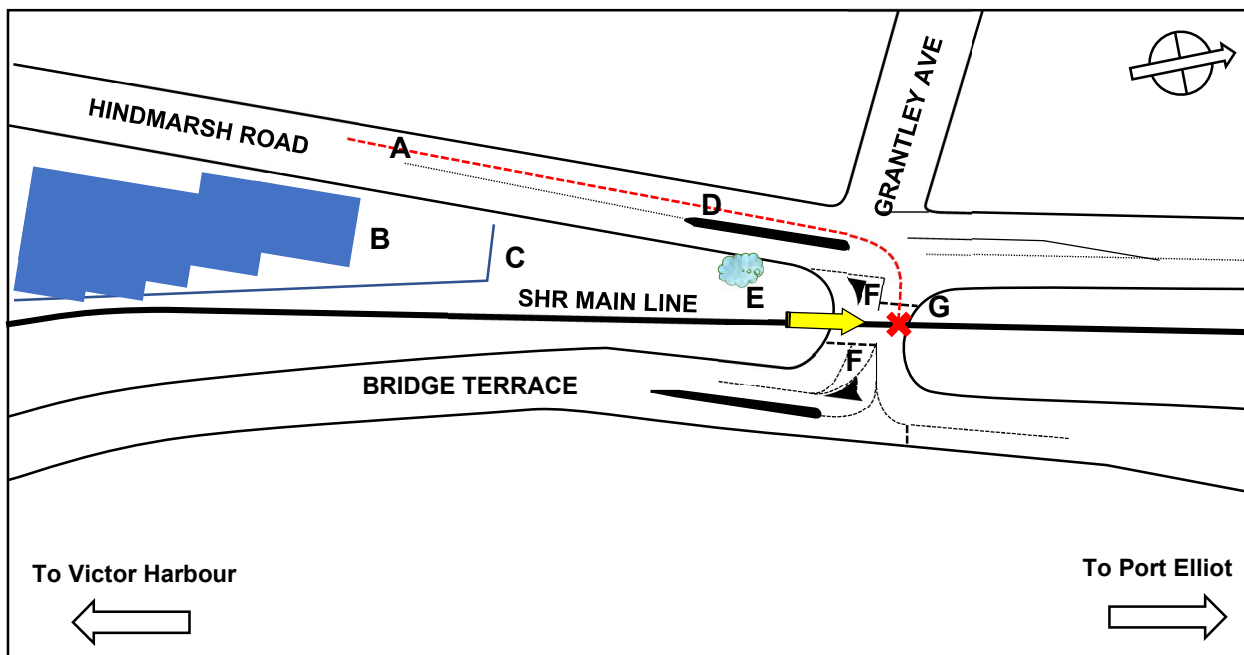 HINDMARSH ROAD
A
GRANTLEY AVE
D
B
C
E
F
G
SHR MAIN LINE
F
BRIDGE TERRACE
To Victor Harbour
To Port Elliot